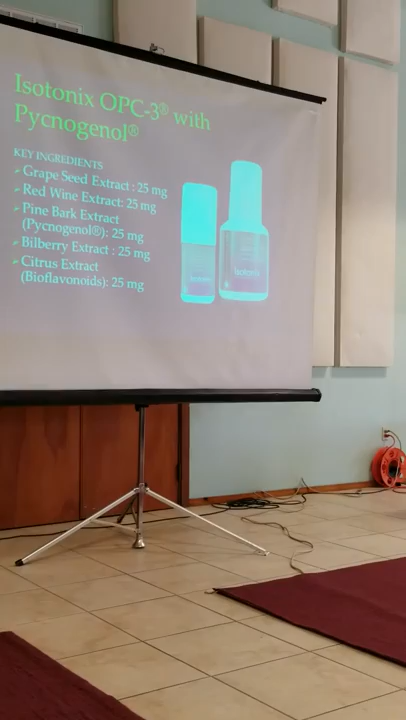 Isotonix OPC-3® with
Pycnogenol®
KEY INGREDIENTS
Grape Seed Extract : 25 mg
Red Wine Extract: 25 mg
Pine Bark Extract
(Pycnogenol®): 25 mg
Bilberry Extract : 25 mg
Citrus Extract
(Bioflavonoids): 25 mg
Isotonix